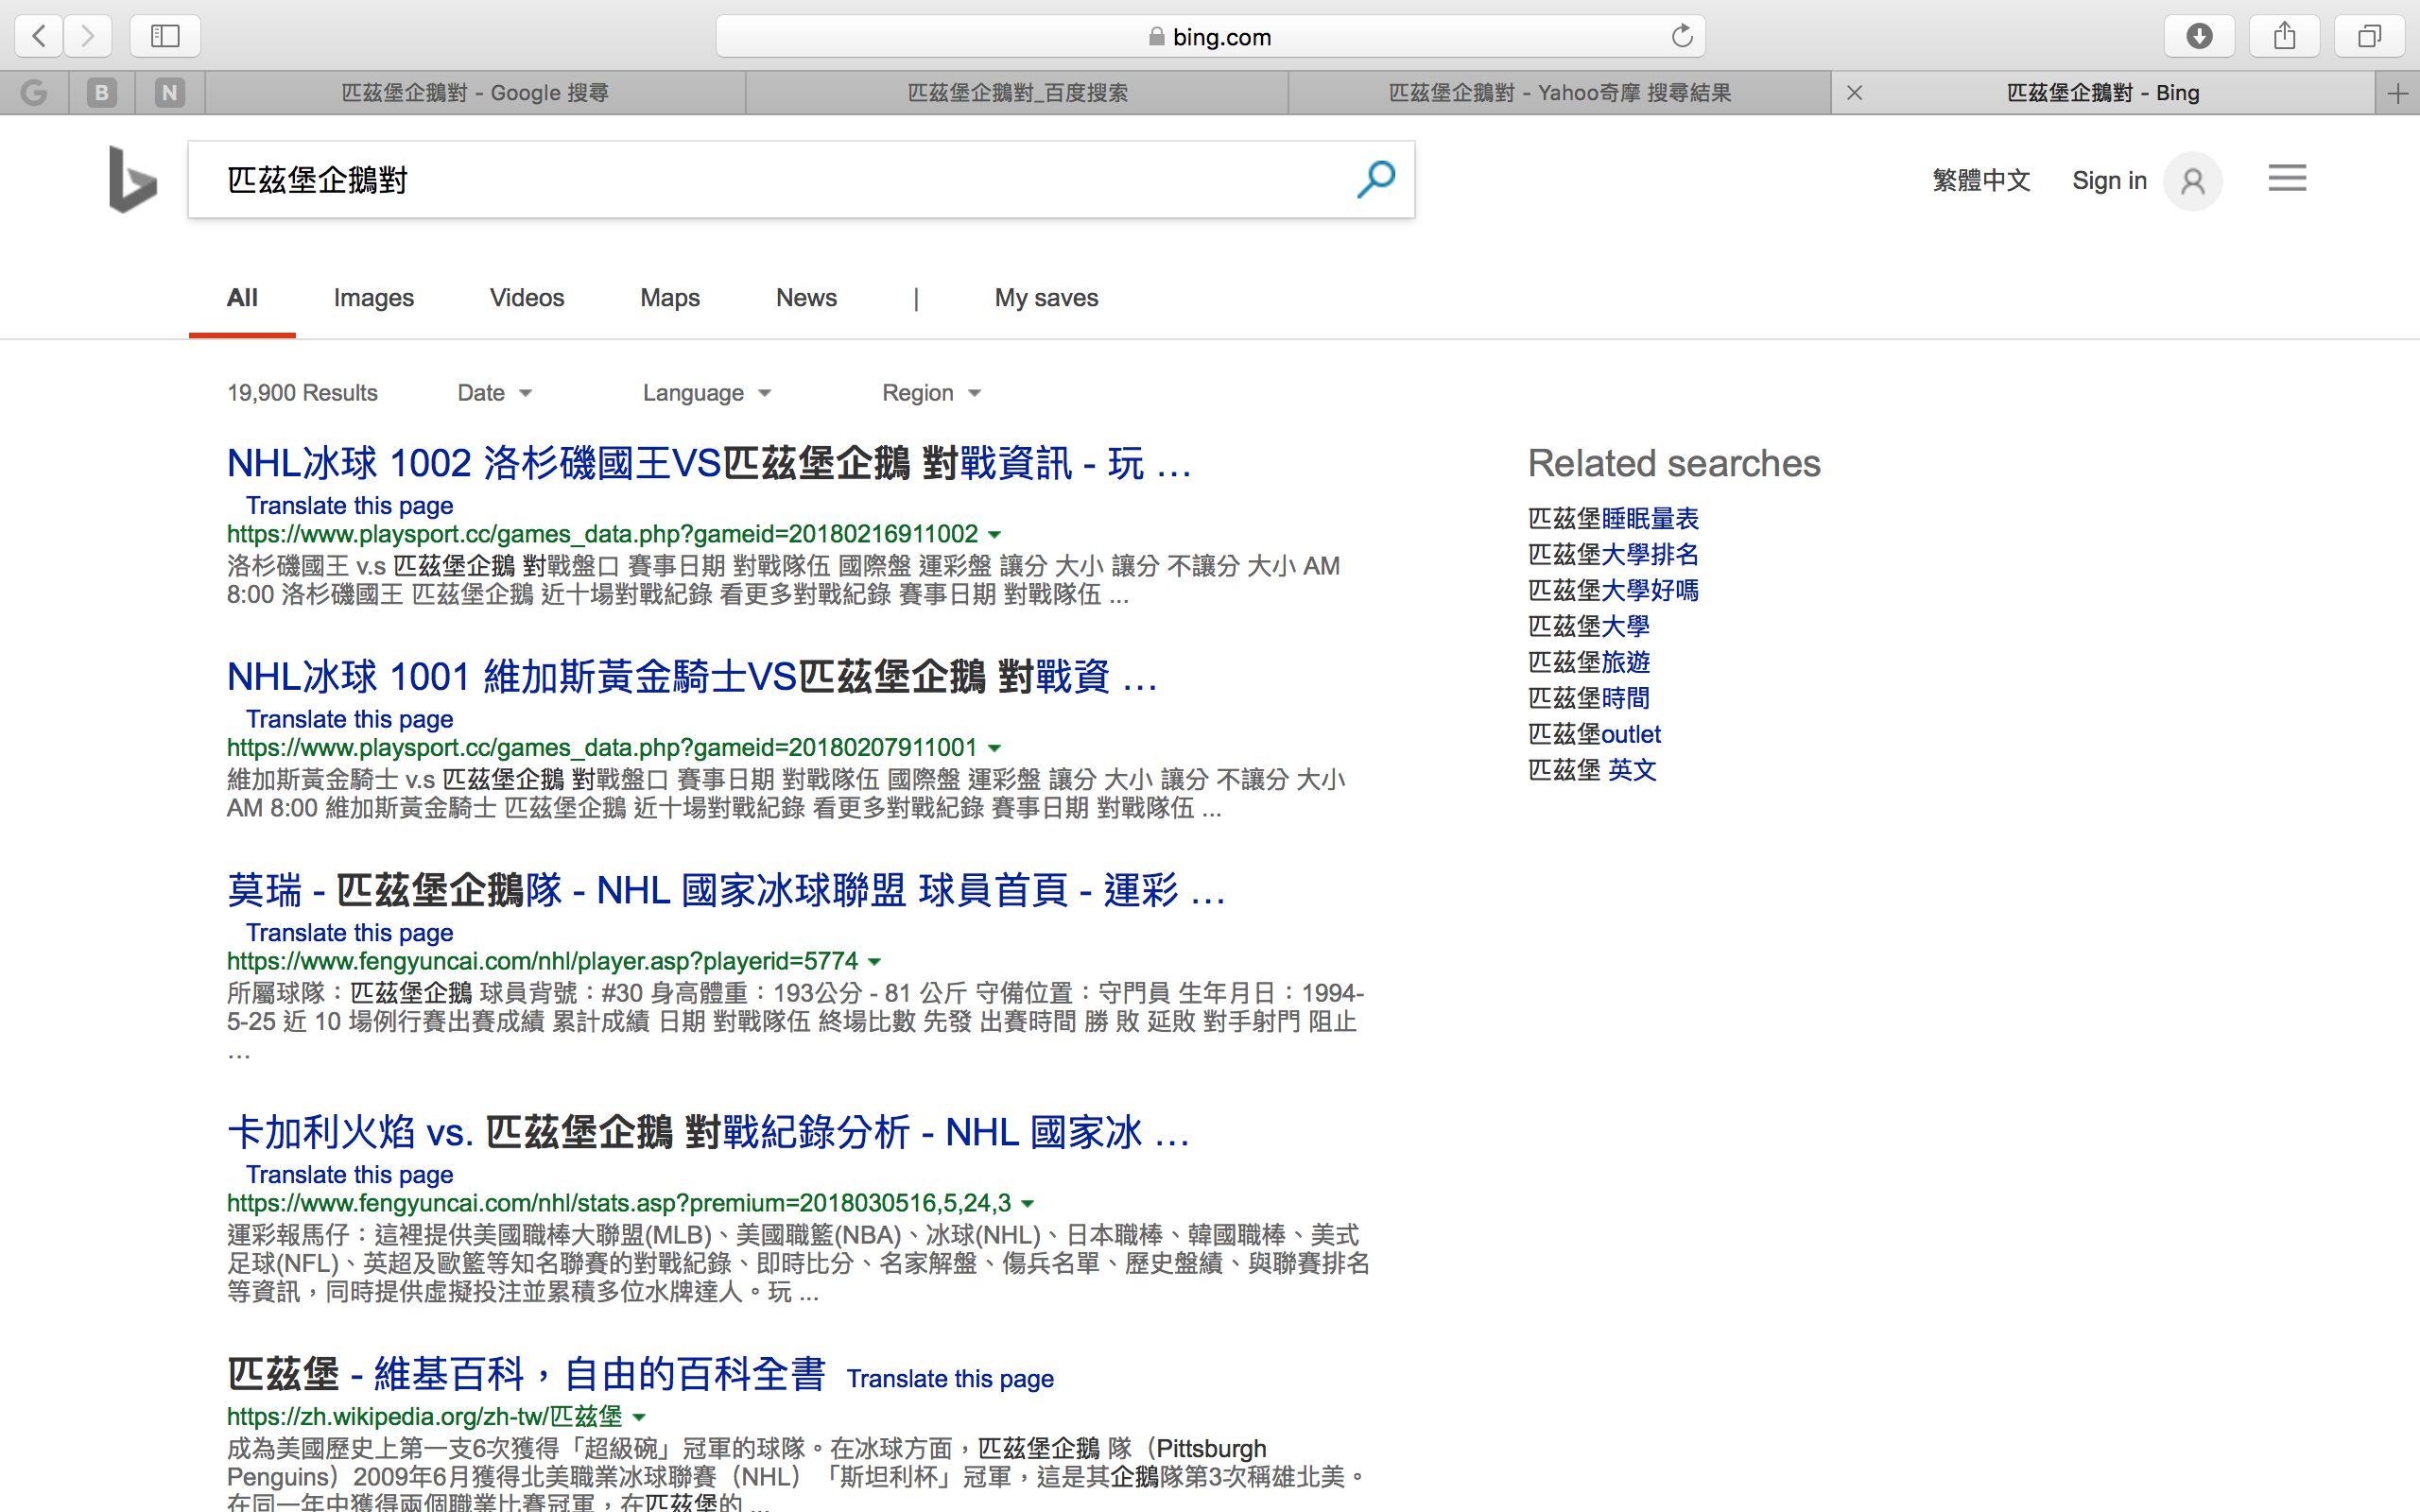 bing.com
G
B
N
匹茲堡企鵝對 - Google 搜尋
匹茲堡企鵝對_百度搜索
匹茲堡企鵝對 - Yahoo奇摩 搜尋結果
匹茲堡企鵝對 - Bing
匹茲堡企鵝對
繁體中文
Sign in
All Images Videos Maps News | My saves
19,900 Results Date Language Region
NHL冰球 1002 洛杉磯國王VS匹茲堡企鵝 對戰資訊 - 玩 ...
Translate this page
https://www.playsport.cc/games_data.php?gameid=20180216911002
洛杉磯國王 v.s 匹茲堡企鵝 對戰盤口 賽事日期 對戰隊伍 國際盤 運彩盤 讓分 大小 讓分 不讓分 大小 AM
8:00 洛杉磯國王 匹茲堡企鵝 近十場對戰紀錄 看更多對戰紀錄 賽事日期 對戰隊伍 ...
NHL冰球 1001 維加斯黃金騎士VS匹茲堡企鵝 對戰資 ...
Translate this page
https://www.playsport.cc/games_data.php?gameid=20180207911001
維加斯黃金騎士 v.s 匹茲堡企鵝 對戰盤口 賽事日期 對戰隊伍 國際盤 運彩盤 讓分 大小 讓分 不讓分 大小
AM 8:00 維加斯黃金騎士 匹茲堡企鵝 近十場對戰紀錄 看更多對戰紀錄 賽事日期 對戰隊伍 ...
莫瑞 - 匹茲堡企鵝隊 - NHL 國家冰球聯盟 球員首頁 - 運彩 ...
Translate this page
https://www.fengyuncai.com/nhl/player.asp?playerid=5774
所屬球隊：匹茲堡企鵝 球員背號：#30 身高體重：193公分 - 81 公斤 守備位置：守門員 生年月日：1994-
5-25 近 10 場例行賽出賽成績 累計成績 日期 對戰隊伍 終場比數 先發 出賽時間 勝 敗 延敗 對手射門 阻止
...
卡加利火焰 vs. 匹茲堡企鵝 對戰紀錄分析 - NHL 國家冰 ...
Translate this page
https://www.fengyuncai.com/nhl/stats.asp?premium=2018030516,5,24,3
運彩報馬仔：這裡提供美國職棒大聯盟(MLB)、美國職籃(NBA)、冰球(NHL)、日本職棒、韓國職棒、美式
足球(NFL)、英超及歐籃等知名聯賽的對戰紀錄、即時比分、名家解盤、傷兵名單、歷史盤績、與聯賽排名
等資訊，同時提供虛擬投注並累積多位水牌達人。玩 ...
匹茲堡 - 維基百科，自由的百科全書 Translate this page
https://zh.wikipedia.org/zh-tw/匹茲堡
成為美國歷史上第一支6次獲得「超級碗」冠軍的球隊。在冰球方面，匹茲堡企鵝 隊（Pittsburgh
Penguins）2009年6月獲得北美職業冰球聯賽（NHL）「斯坦利杯」冠軍，這是其企鵝隊第3次稱雄北美。
在同一年中獲得兩個職業比賽冠軍，在匹茲堡的 ...
Related searches
匹茲堡睡眠量表
匹茲堡大學排名
匹茲堡大學好嗎
匹茲堡大學
匹茲堡旅遊
匹茲堡時間
匹茲堡outlet
匹茲堡 英文